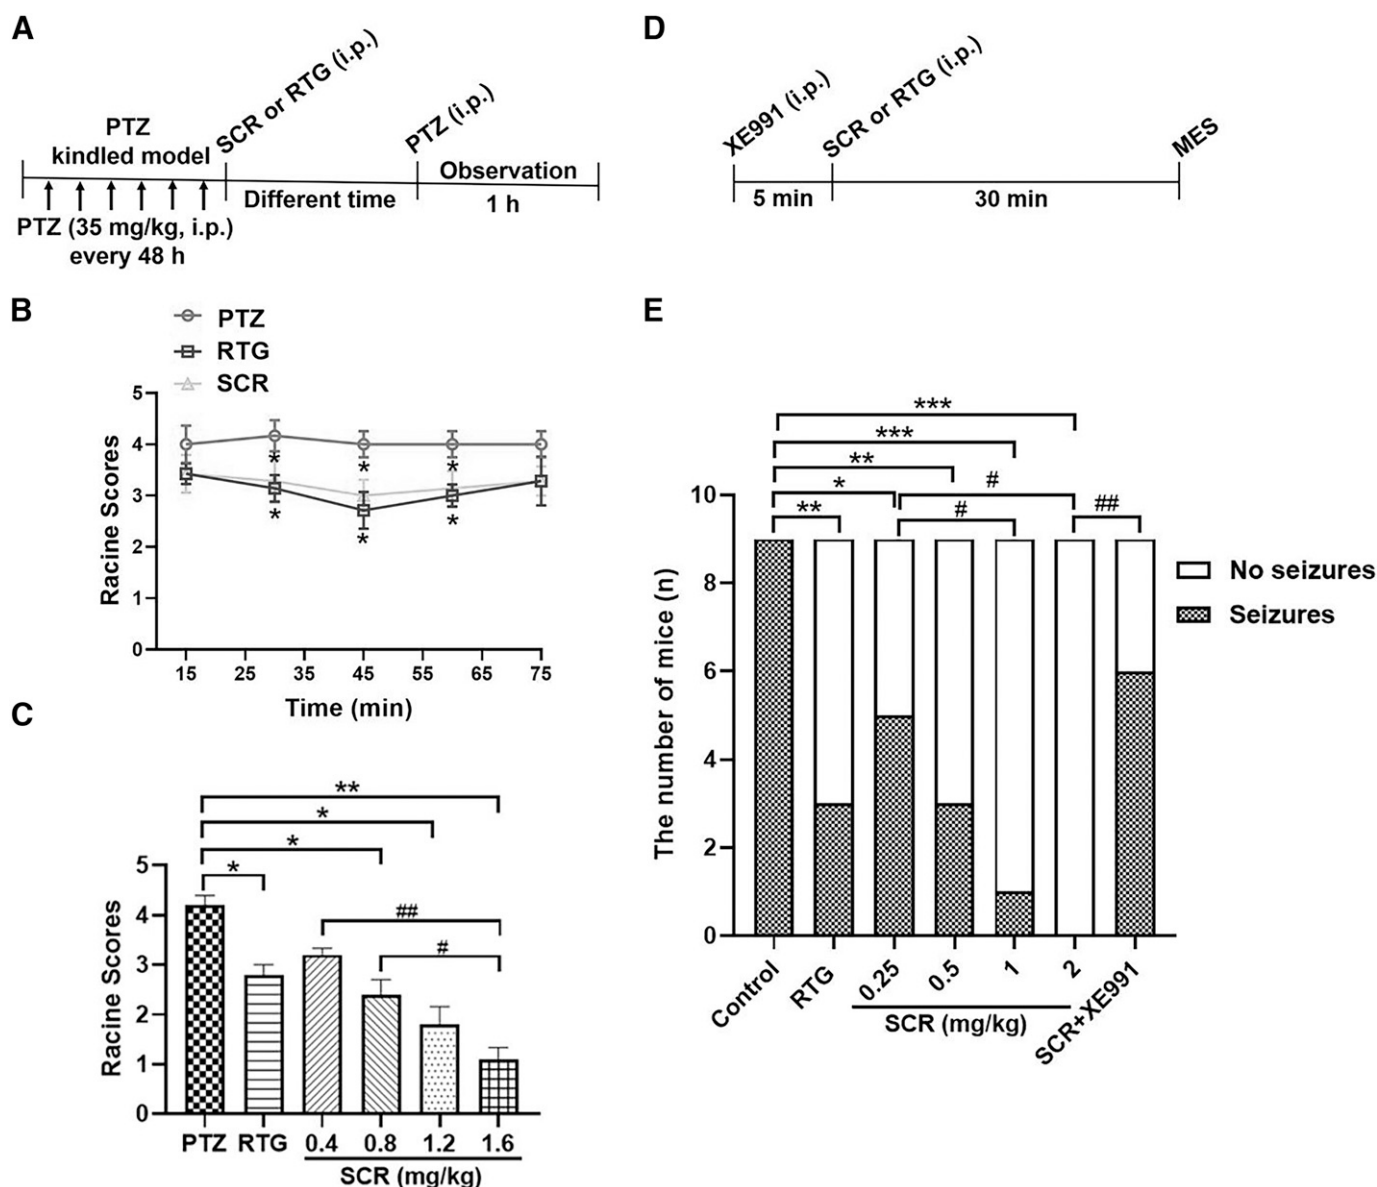 A
PTZ
kindled model
SCR or RTG (i.p.)
PTZ (i.p.)
Different time
Observation
1 h
PTZ (35 mg/kg, i.p.)
every 48 h
D
XE991 (i.p.)
SCR or RTG (i.p.)
MES
5 min
30 min
B
PTZ
RTG
SCR
5
4
3
2
1
0
Racine Scores
* * *
* * *
15 25 35 45 55 65 75
Time (min)
C
**
*
*
*
##
#
5
4
3
2
1
0
Racine Scores
PTZ RTG 0.4 0.8 1.2 1.6
SCR (mg/kg)
E
***
***
**
* #
** # ##
10
8
6
4
2
0
The number of mice (n)
No seizures
Seizures
Control RTG 0.25 0.5 1 2 SCR+XE991
SCR (mg/kg)